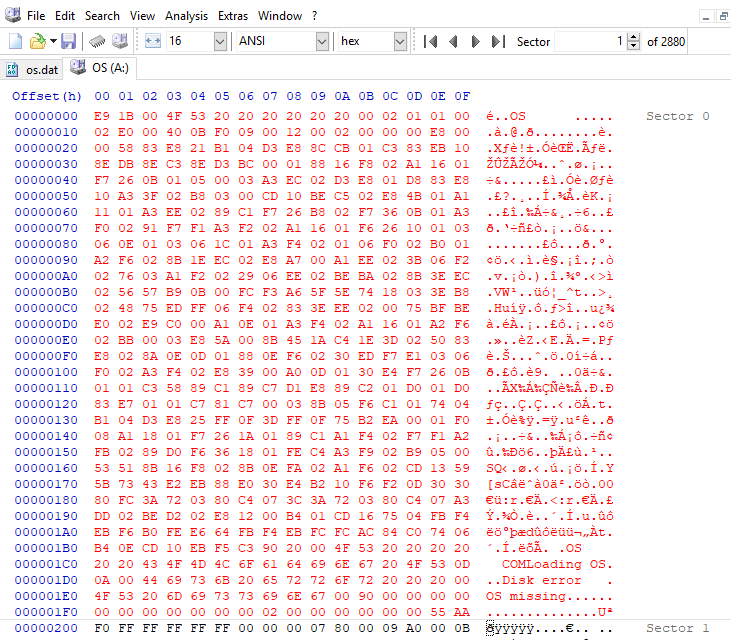 File Edit Search View Analysis Extras Window ?
16 ANSI hex Sector 1 of 2880
os.dat OS (A:)
Offset(h) 00 01 02 03 04 05 06 07 08 09 0A 0B 0C 0D 0E 0F
00000000 E9 1B 00 4F 53 20 20 20 20 20 20 00 02 01 01 00 é..OS ..... Sector 0
00000010 02 E0 00 40 0B F0 09 00 12 00 02 00 00 00 E8 00 .à.@.ð........è.
00000020 00 58 83 E8 21 B1 04 D3 E8 8C CB 01 C3 83 EB 10 .Xƒè!±.ÓèŒË.Ãƒë.
00000030 8E DB 8E C3 8E D3 BC 00 01 88 16 F8 02 A1 16 01 ŽÛŽÃŽÓ¼..ˆ.ø.¡..
00000040 F7 26 0B 01 05 00 03 A3 EC 02 D3 E8 01 D8 83 E8 ÷&.....£ì.Óè.Øƒè
00000050 10 A3 3F 02 B8 03 00 CD 10 BE C5 02 E8 4B 01 A1 .£?.¸..Í.¾Å.èK.¡
00000060 11 01 A3 EE 02 89 C1 F7 26 B8 02 F7 36 0B 01 A3 ..£î.‰Á÷&¸.÷6..£
00000070 F0 02 91 F7 F1 A3 F2 02 A1 16 01 F6 26 10 01 03 ð.‘÷ñ£ò.¡..ö&...
00000080 06 0E 01 03 06 1C 01 A3 F4 02 01 06 F0 02 B0 01 .......£ô...ð.°.
00000090 A2 F6 02 8B 1E EC 02 E8 A7 00 A1 EE 02 3B 06 F2 ¢ö.‹.ì.è§.¡î.;.ò
000000A0 02 76 03 A1 F2 02 29 06 EE 02 BE BA 02 8B 3E EC .v.¡ò.).î.¾º.‹>ì
000000B0 02 56 57 B9 0B 00 FC F3 A6 5F 5E 74 18 03 3E B8 .VW¹..üó¦_^t..>¸
000000C0 02 48 75 ED FF 06 F4 02 83 3E EE 02 00 75 BF BE .Huíÿ.ô.ƒ>î..u¿¾
000000D0 E0 02 E9 C0 00 A1 0E 01 A3 F4 02 A1 16 01 A2 F6 à.éÀ.¡..£ô.¡..¢ö
000000E0 02 BB 00 03 E8 5A 00 8B 45 1A C4 1E 3D 02 50 83 .»..èZ.‹E.Ä.=.Pƒ
000000F0 E8 02 8A 0E 0D 01 88 0E F6 02 30 ED F7 E1 03 06 è.Š...ˆ.ö.0í÷á..
00000100 F0 02 A3 F4 02 E8 39 00 A0 0D 01 30 E4 F7 26 0B ð.£ô.è9. ..0ä÷&.
00000110 01 01 C3 58 89 C1 89 C7 D1 E8 89 C2 01 D0 01 D0 ..ÃX‰Á‰ÇÑè‰Â.Ð.Ð
00000120 83 E7 01 01 C7 81 C7 00 03 8B 05 F6 C1 01 74 04 ƒç..Ç.Ç..‹.öÁ.t.
00000130 B1 04 D3 E8 25 FF 0F 3D FF 0F 75 B2 EA 00 01 F0 ±.Óè%ÿ.=ÿ.u²ê..ð
00000140 08 A1 18 01 F7 26 1A 01 89 C1 A1 F4 02 F7 F1 A2 .¡..÷&..‰Á¡ô.÷ñ¢
00000150 FB 02 89 D0 F6 36 18 01 FE C4 A3 F9 02 B9 05 00 û.‰Ðö6..þÄ£ù.¹..
00000160 53 51 8B 16 F8 02 8B 0E FA 02 A1 F6 02 CD 13 59 SQ‹.ø.‹.ú.¡ö.Í.Y
00000170 5B 73 43 E2 EB 88 E0 30 E4 B2 10 F6 F2 0D 30 30 [sCâëˆà0ä².öò.00
00000180 80 FC 3A 72 03 80 C4 07 3C 3A 72 03 80 C4 07 A3 €ü:r.€Ä.<:r.€Ä.£
00000190 DD 02 BE D2 02 E8 12 00 B4 01 CD 16 75 04 FB F4 Ý.¾Ò.è..´.Í.u.ûô
000001A0 EB F6 B0 FE E6 64 FB F4 EB FC FC AC 84 C0 74 06 ëö°þædûôëüü¬„Àt.
000001B0 B4 0E CD 10 EB F5 C3 90 20 00 4F 53 20 20 20 20 ´.Í.ëõÃ. .OS
000001C0 20 20 43 4F 4D 4C 6F 61 64 69 6E 67 20 4F 53 0D COMLoading OS.
000001D0 0A 00 44 69 73 6B 20 65 72 72 6F 72 20 20 20 00 ..Disk error .
000001E0 4F 53 20 6D 69 73 73 69 6E 67 00 90 00 00 00 00 OS missing......
000001F0 00 00 00 00 00 00 00 02 00 00 00 00 00 00 55 AA ..............Uª
00000200 F0 FF FF FF FF FF 00 00 00 07 80 00 09 A0 00 0B ðÿÿÿÿÿ....€.. .. Sector 1